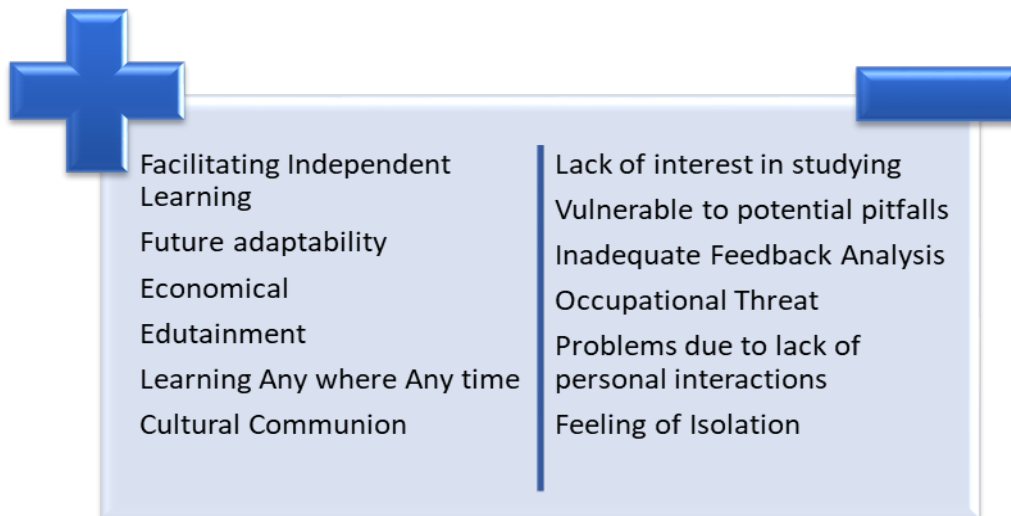 Facilitating Independent
Learning
Future adaptability
Economical
Edutainment
Learning Any where Any time
Cultural Communion
Lack of interest in studying
Vulnerable to potential pitfalls
Inadequate Feedback Analysis
Occupational Threat
Problems due to lack of
personal interactions
Feeling of Isolation